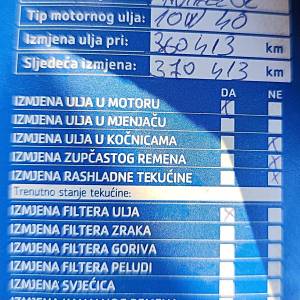 Tip motornog ulja: 10W 40
Izmjena ulja pri: 360 413 km
Sljedeća izmjena: 370 413 km
DA NE
IZMJENA ULJA U MOTORU X
IZMJENA ULJA U MJENJAČU
IZMJENA ULJA U KOČNICAMA X
IZMJENA ZUPČASTOG REMENA X
IZMJENA RASHLADNE TEKUĆINE X
Trenutno stanje tekućine:
IZMJENA FILTERA ULJA X
IZMJENA FILTERA ZRAKA
IZMJENA FILTERA GORIVA
IZMJENA FILTERA PELUDI
IZMJENA SVJEĆICA